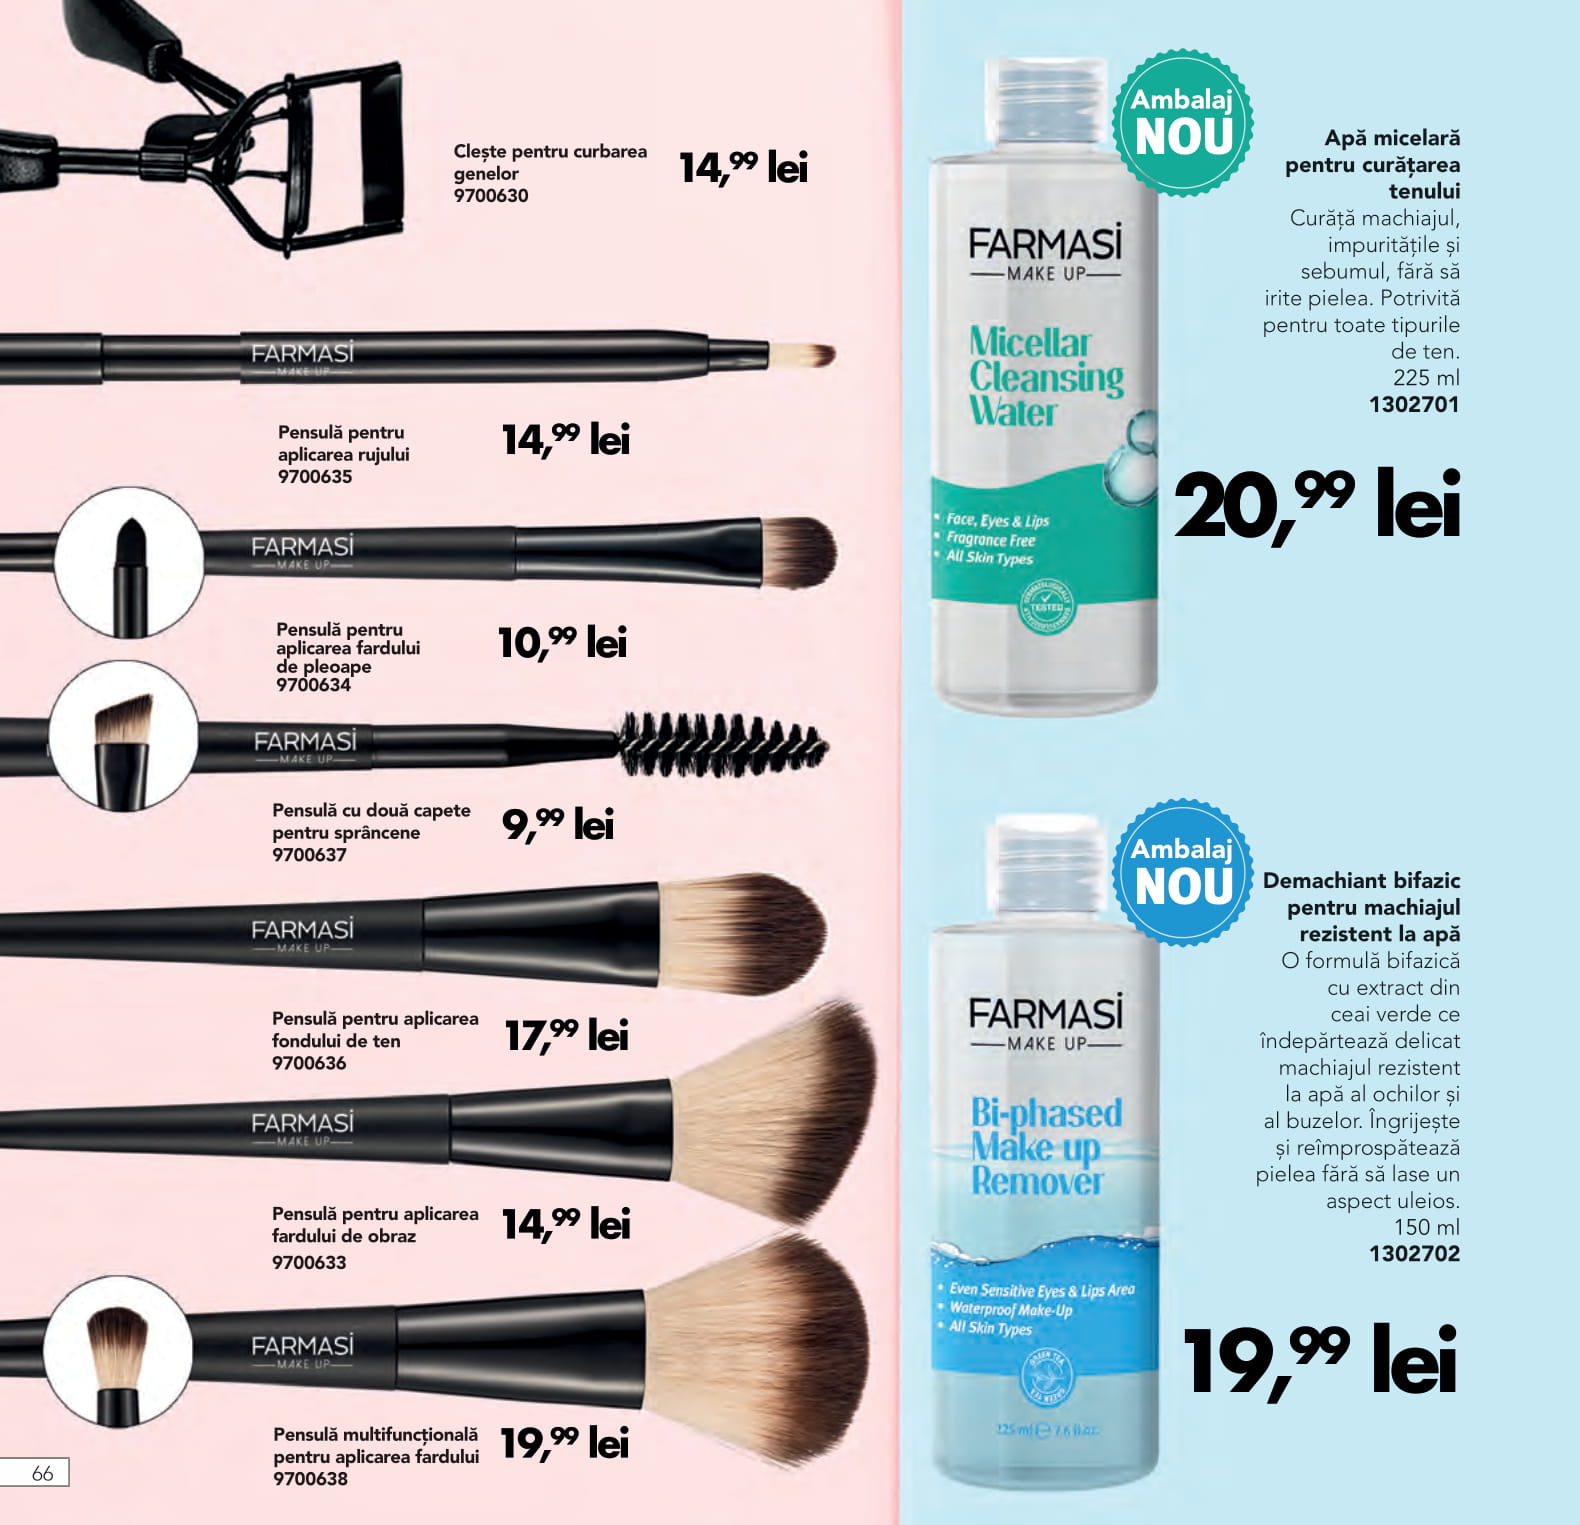 Clește pentru curbarea
genelor
9700630
14,99 lei
FARMASİ
MAKE UP
Pensulă pentru
aplicarea rujului
9700635
14,99 lei
FARMASİ
MAKE UP
Pensulă pentru
aplicarea fardului
de pleoape
9700634
10,99 lei
FARMASİ
MAKE UP
Pensulă cu două capete
pentru sprâncene
9700637
9,99 lei
FARMASİ
MAKE UP
Pensulă pentru aplicarea
fondului de ten
9700636
17,99 lei
FARMASİ
MAKE UP
Pensulă pentru aplicarea
fardului de obraz
9700633
14,99 lei
FARMASİ
MAKE UP
Pensulă multifuncțională
pentru aplicarea fardului
9700638
19,99 lei
66
Ambalaj
NOU
FARMASİ
MAKE UP
Micellar
Cleansing
Water
• Face, Eyes & Lips
• Fragrance Free
• All Skin Types
DERMATOLOGICALLY
TESTED
Apă micelară
pentru curățarea
tenului
Curăță machiajul,
impuritățile și
sebumul, fără să
irite pielea. Potrivită
pentru toate tipurile
de ten.
225 ml
1302701
20,99 lei
Ambalaj
NOU
FARMASİ
MAKE UP
Bi-phased
Make up
Remover
• Even Sensitive Eyes & Lips Area
• Waterproof Make-Up
• All Skin Types
GREEN TEA
GREEN TEA
225 ml e 7.6 fl.oz.
Demachiant bifazic
pentru machiajul
rezistent la apă
O formulă bifazică
cu extract din
ceai verde ce
îndepărtează delicat
machiajul rezistent
la apă al ochilor și
al buzelor. Îngrijește
și reîmprospătează
pielea fără să lase un
aspect uleios.
150 ml
1302702
19,99 lei